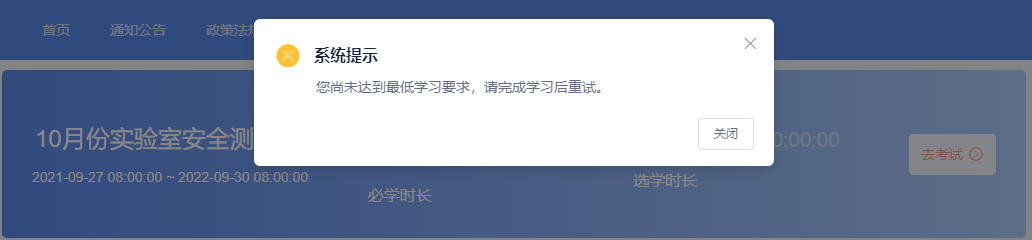 首页 通知公告 政策法规
系统提示
您尚未达到最低学习要求，请完成学习后重试。
关闭
10月份实验室安全测
0:00:00
去考试
2021-09-27 08:00:00 ~ 2022-09-30 08:00:00
必学时长
选学时长